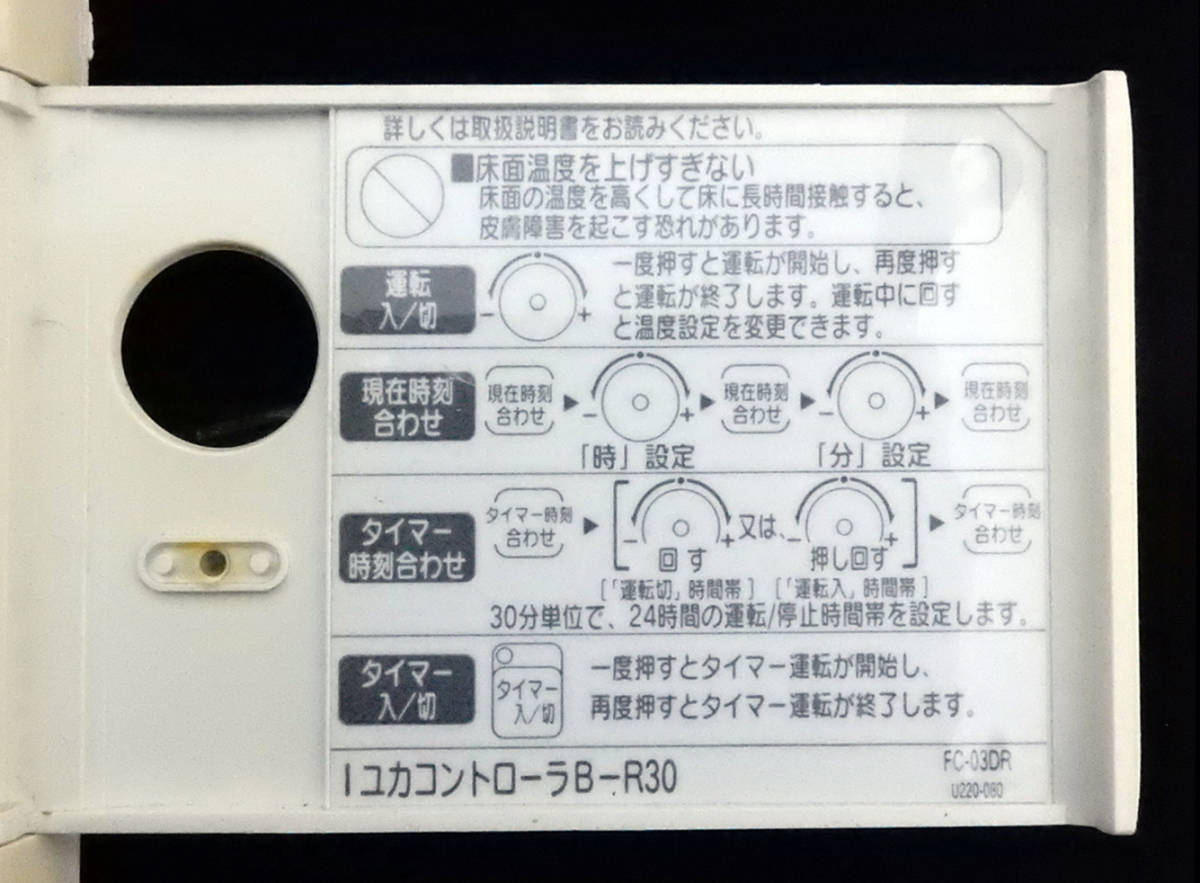 詳しくは取扱説明書をお読みください。
■床面温度を上げすぎない
床面の温度を高くして床に長時間接触すると、
皮膚障害を起こす恐れがあります。
運転
入/切
- +
一度押すと運転が開始し、再度押す
と運転が終了します。運転中に回す
と温度設定を変更できます。
現在時刻
合わせ
現在時刻
合わせ
- +
「時」設定
現在時刻
合わせ
- +
「分」設定
現在時刻
合わせ
タイマー
時刻合わせ
タイマー時刻
合わせ
- +
回す
又は、
- +
押し回す
タイマー時刻
合わせ
[「運転切」時間帯] [「運転入」時間帯]
30分単位で、24時間の運転/停止時間帯を設定します。
タイマー
入/切
タイマー
入/切
一度押すとタイマー運転が開始し、
再度押すとタイマー運転が終了します。
IユカコントローラB-R30
FC-03DR
U220-080